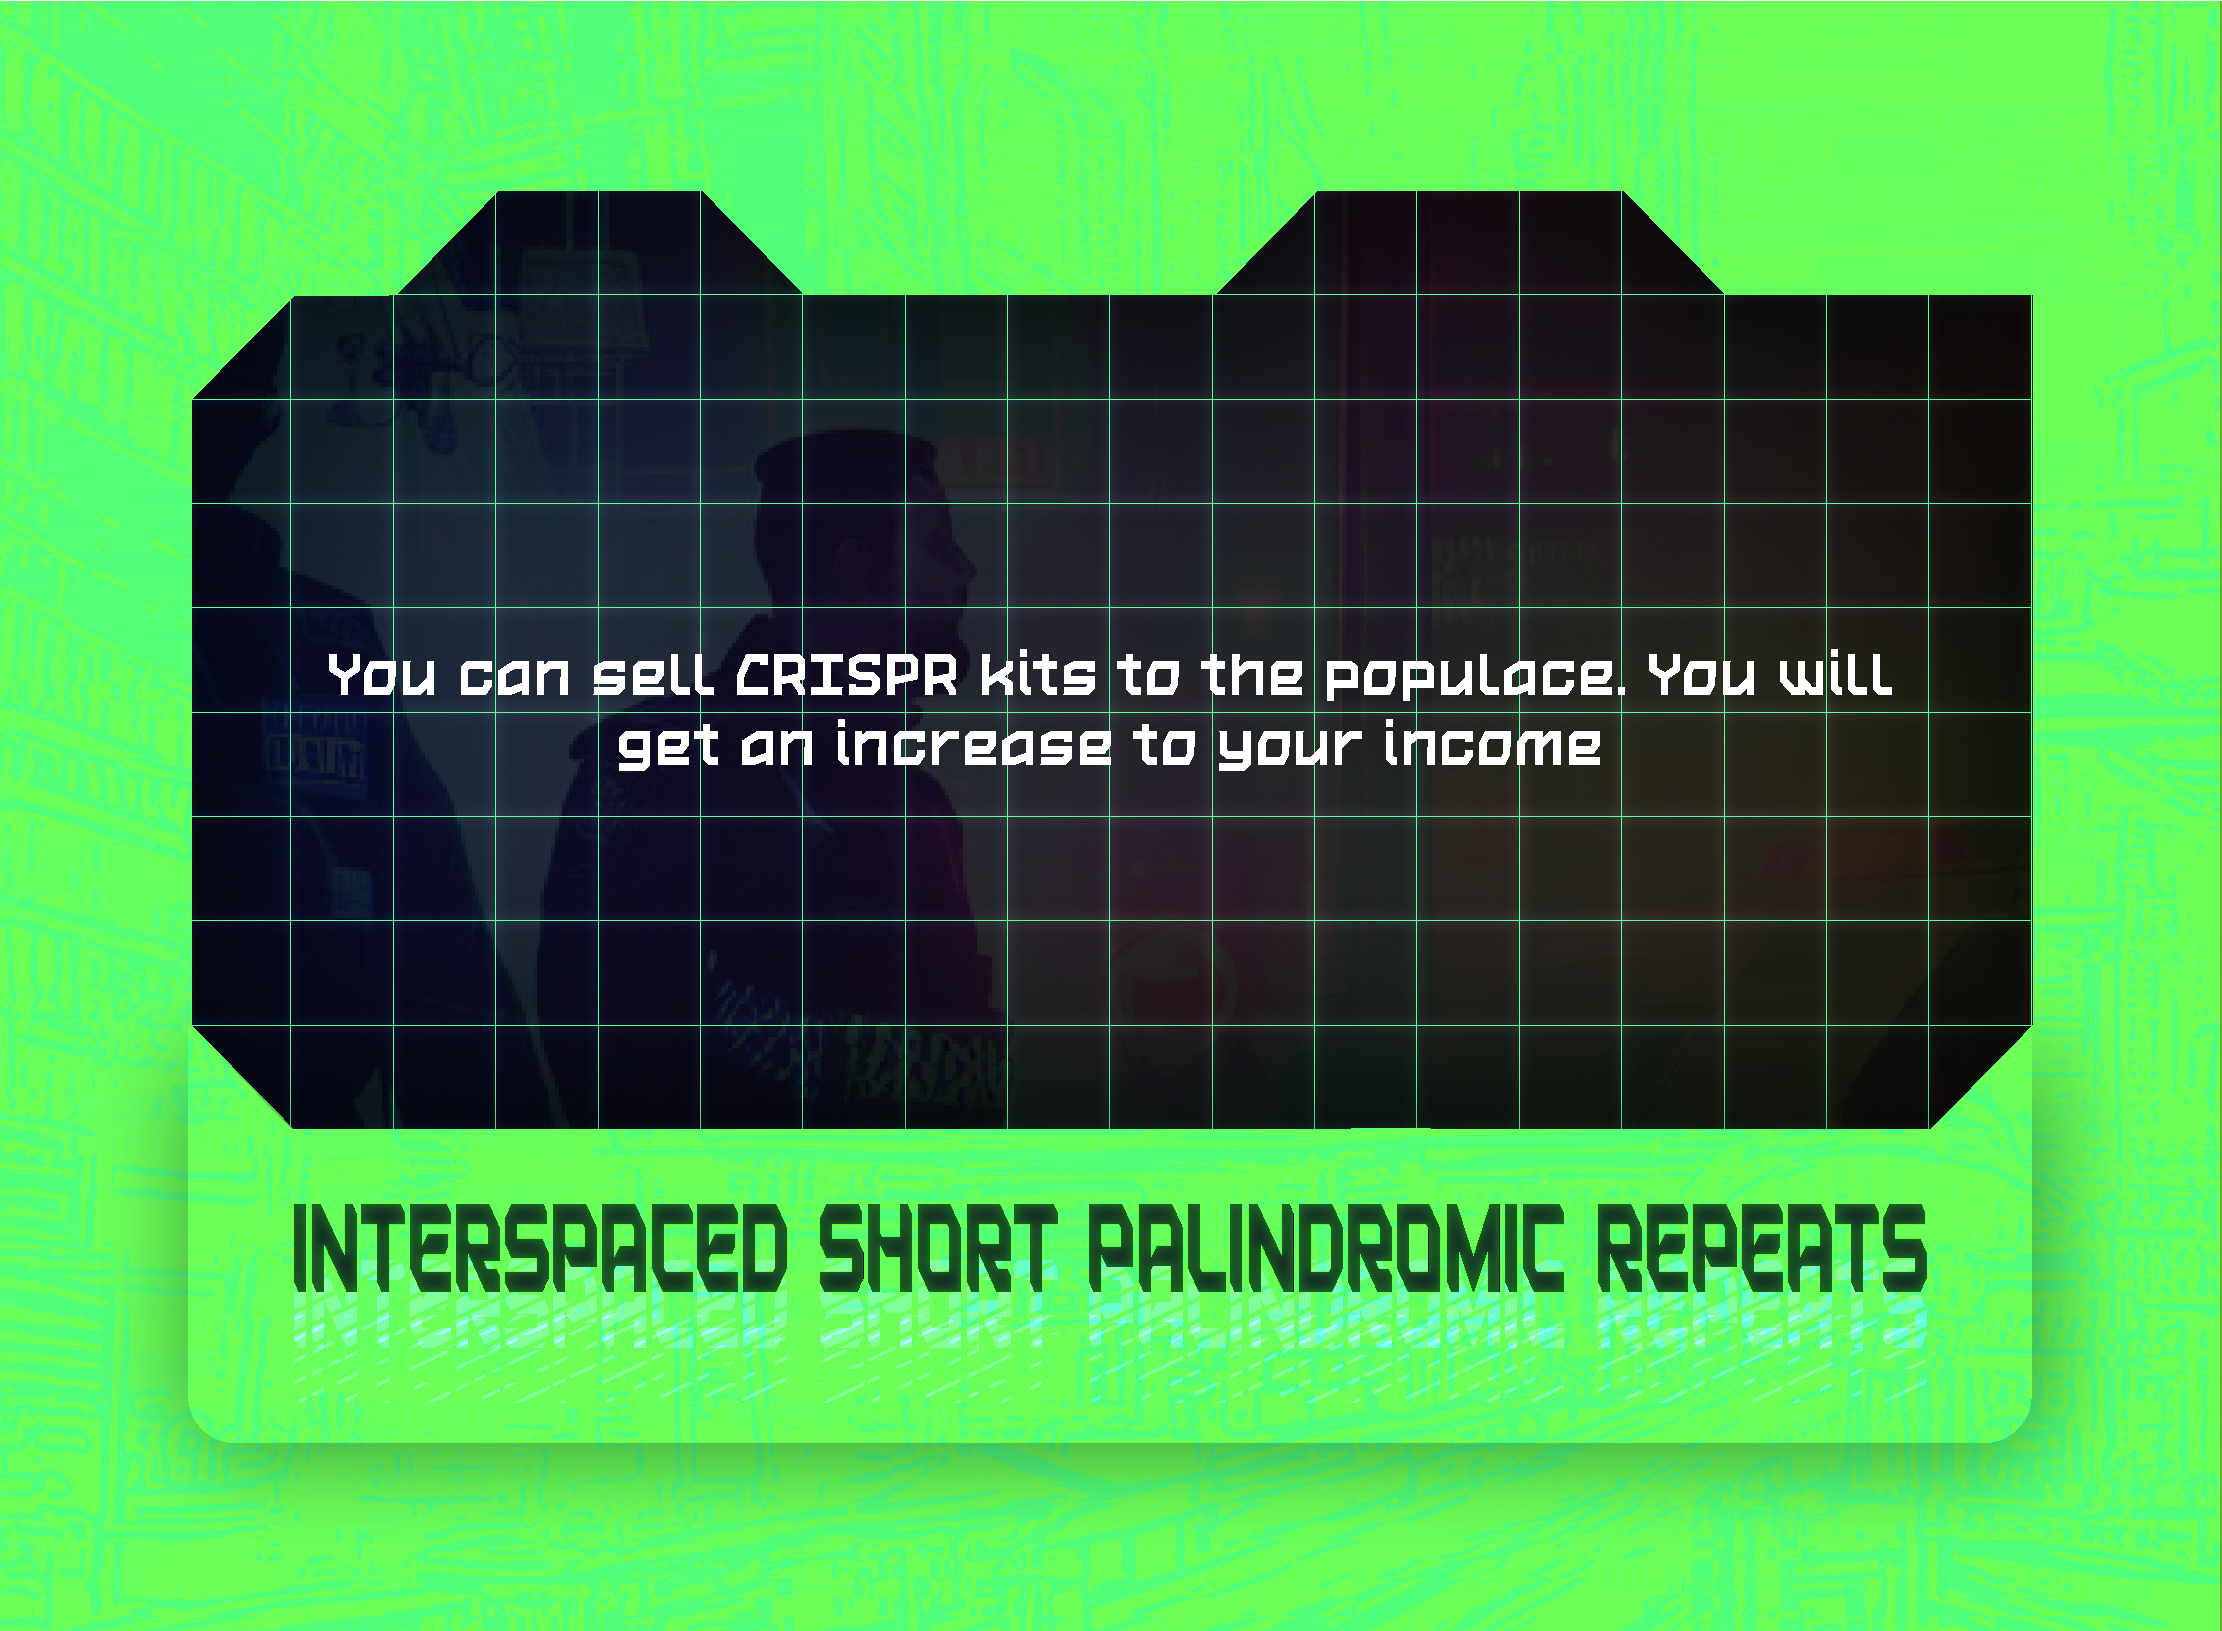 You can sell CRISPR kits to the populace. You will
get an increase to your income
INTERSPACED SHORT PALINDROMIC REPEATS